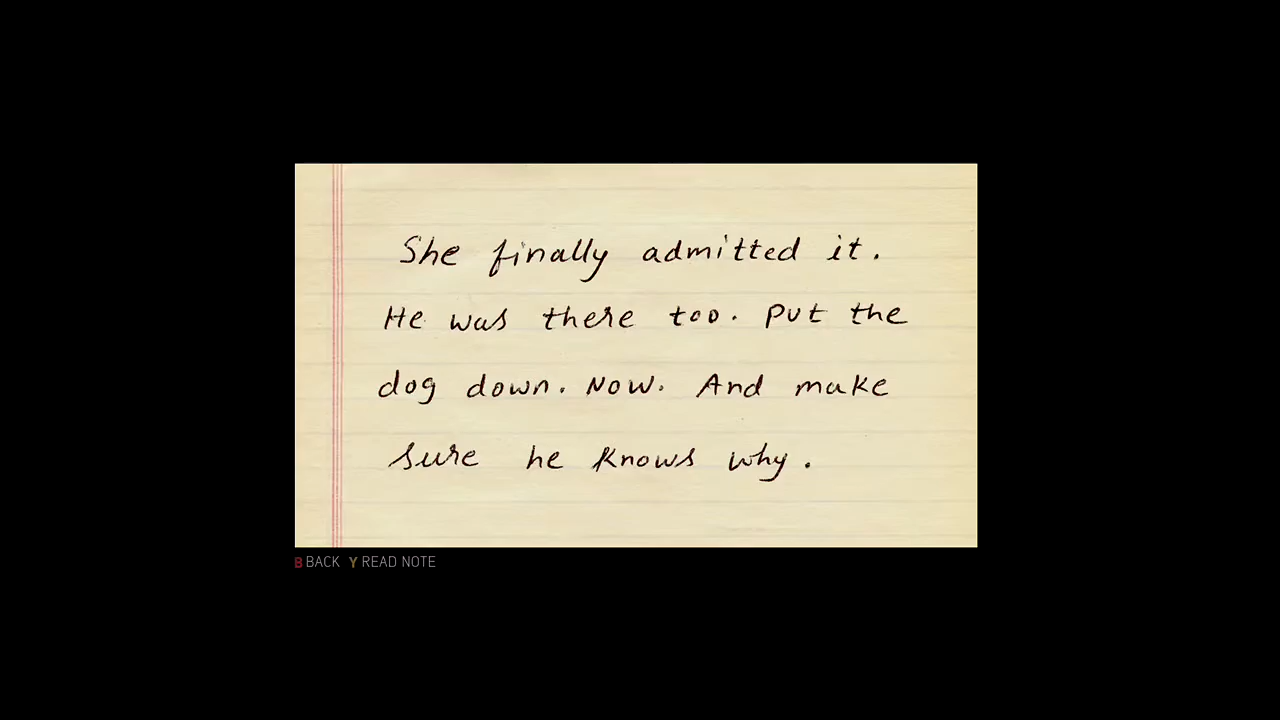 She finally admitted it.
He was there too. Put the
dog down. Now. And make
sure he knows why.
B BACK Y READ NOTE